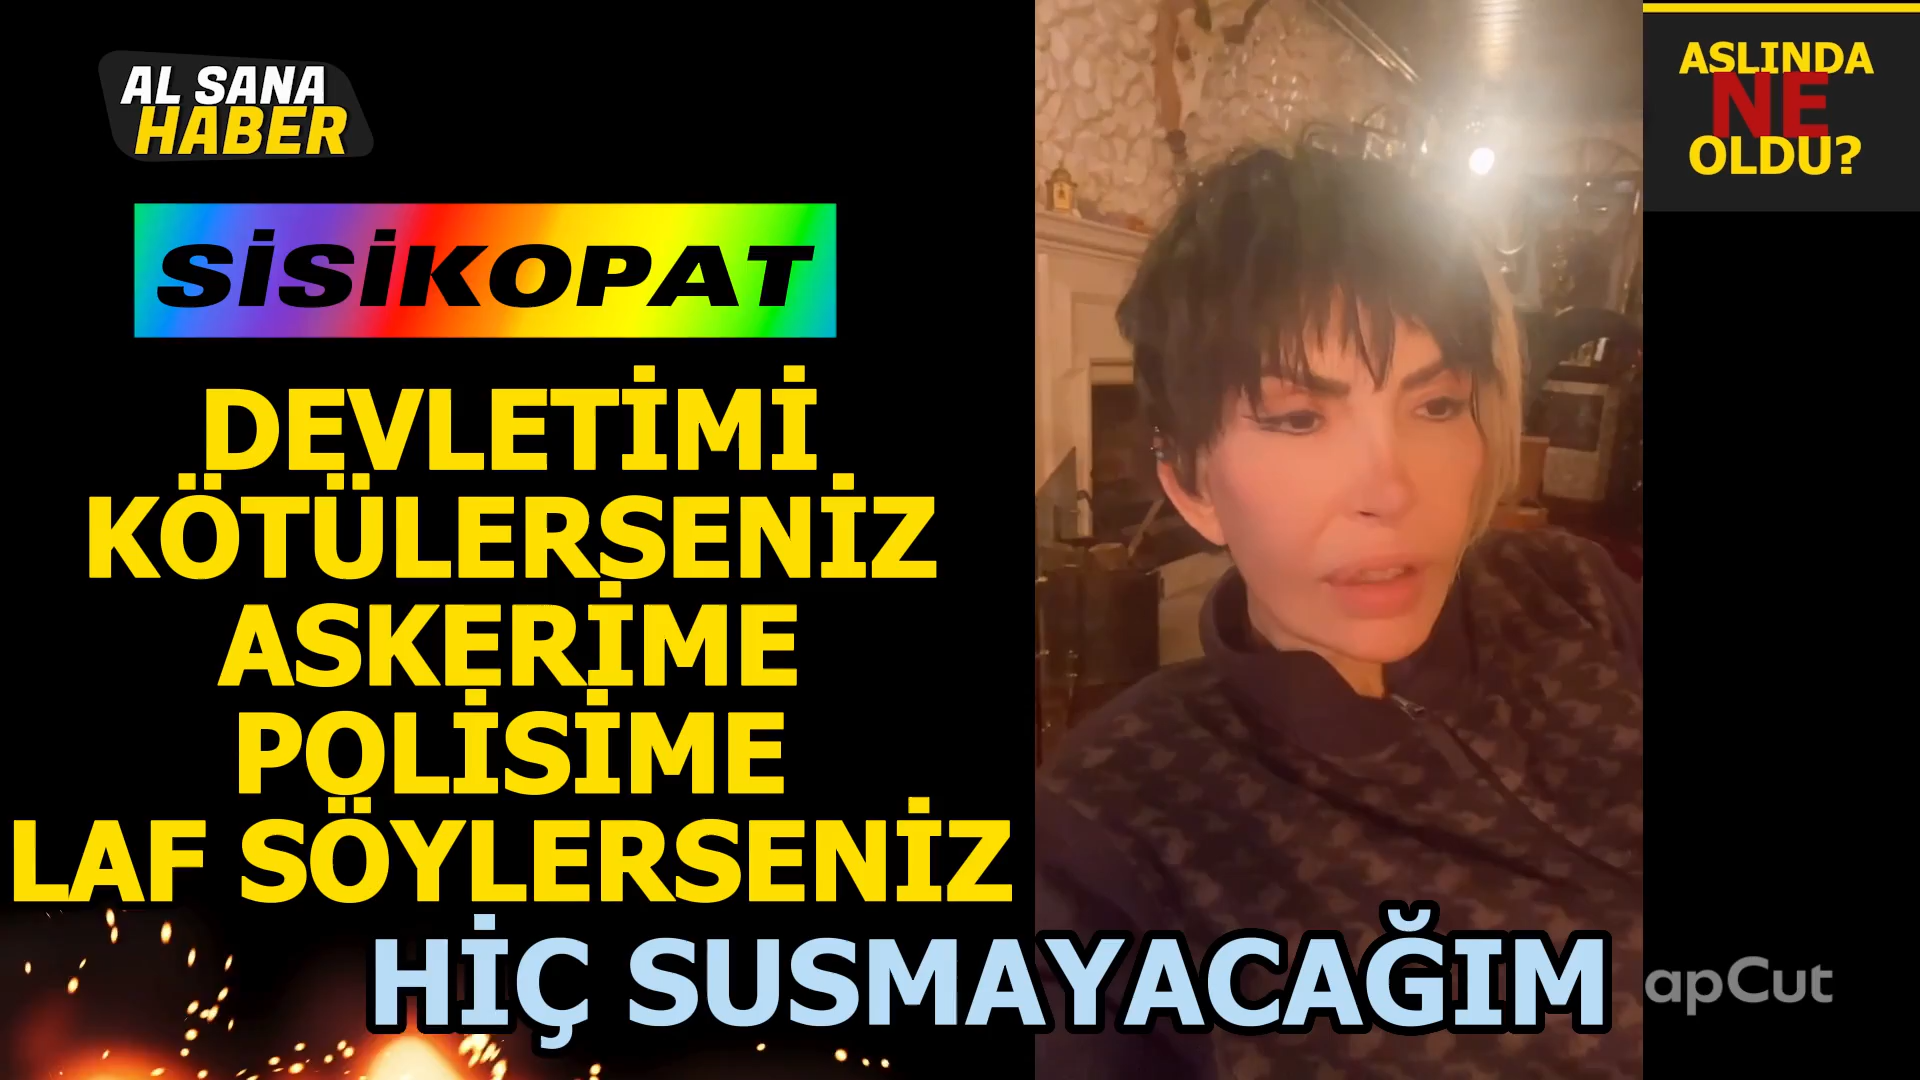 AL SANA
HABER
SİSİKOPAT
DEVLETİMİ
KÖTÜLERSENİZ
ASKERİME
POLİSİME
LAF SÖYLERSENİZ
HİÇ SUSMAYACAĞIM
ASLINDA
NE
OLDU?
apCut